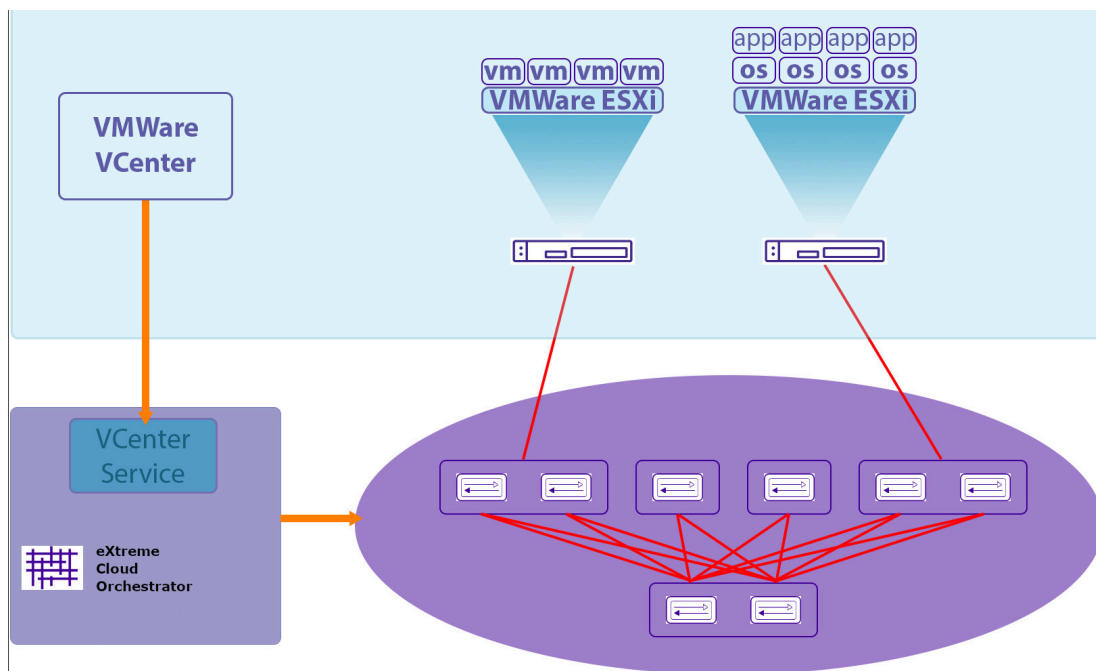 VMWare
VCenter
vm vm vm vm
VMWare ESXi
app app app app
os os os os
VMWare ESXi
VCenter
Service
eXtreme
Cloud
Orchestrator